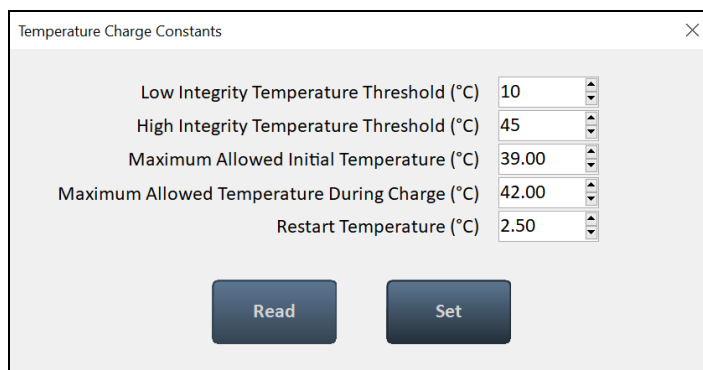 Temperature Charge Constants
Low Integrity Temperature Threshold (°C) 10
High Integrity Temperature Threshold (°C) 45
Maximum Allowed Initial Temperature (°C) 39.00
Maximum Allowed Temperature During Charge (°C) 42.00
Restart Temperature (°C) 2.50
Read Set